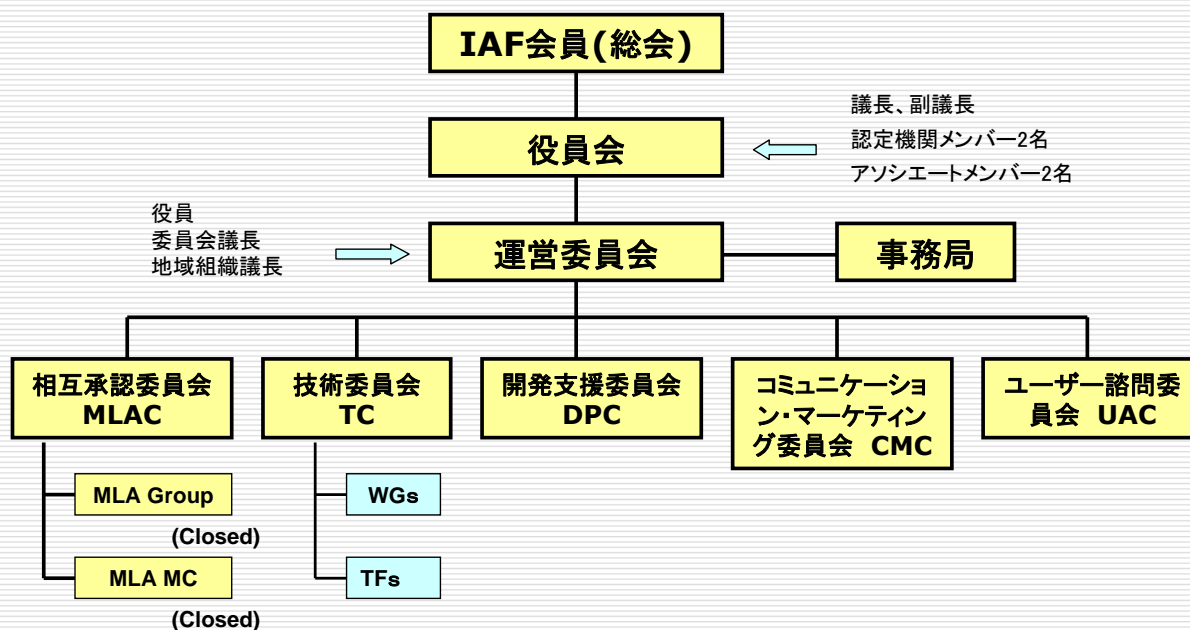 IAF会員(総会)
役員会
議長、副議長
認定機関メンバー2名
アソシエートメンバー2名
役員
委員会議長
地域組織議長
運営委員会
事務局
相互承認委員会
MLAC
技術委員会
TC
開発支援委員会
DPC
コミュニケーショ
ン・マーケティン
グ委員会 CMC
ユーザー諮問委
員会 UAC
MLA Group
(Closed)
MLA MC
(Closed)
WGs
TFs